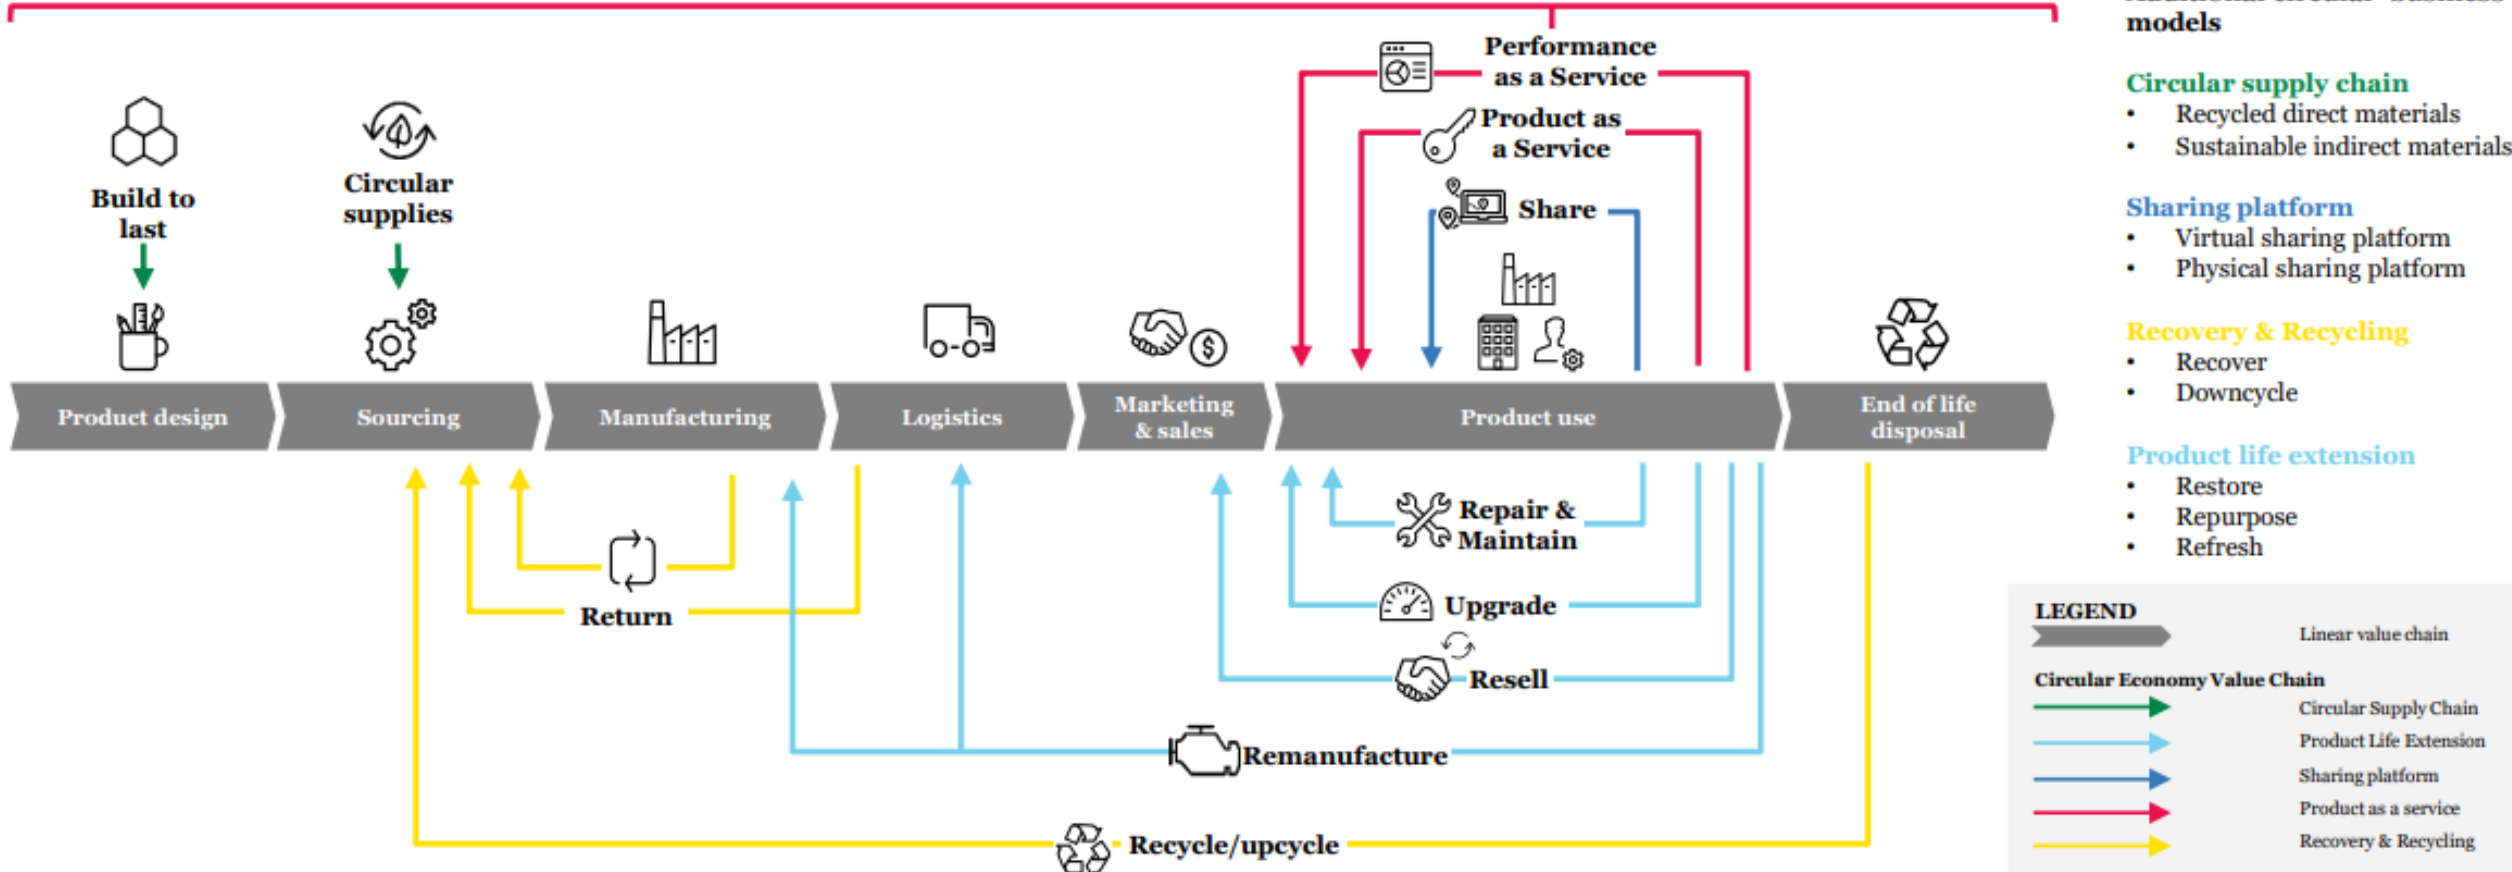 Performance
as a Service
Product as
a Service
Share
Build to
last
Circular
supplies
Product design
Sourcing
Manufacturing
Logistics
Marketing
& sales
$
Product use
End of life
disposal
Repair &
Maintain
Upgrade
Resell
Return
Remanufacture
Recycle/upcycle
models
Circular supply chain
• Recycled direct materials
• Sustainable indirect materials
Sharing platform
• Virtual sharing platform
• Physical sharing platform
Recovery & Recycling
• Recover
• Downcycle
Product life extension
• Restore
• Repurpose
• Refresh
LEGEND
Linear value chain
Circular Economy Value Chain
Circular Supply Chain
Product Life Extension
Sharing platform
Product as a service
Recovery & Recycling